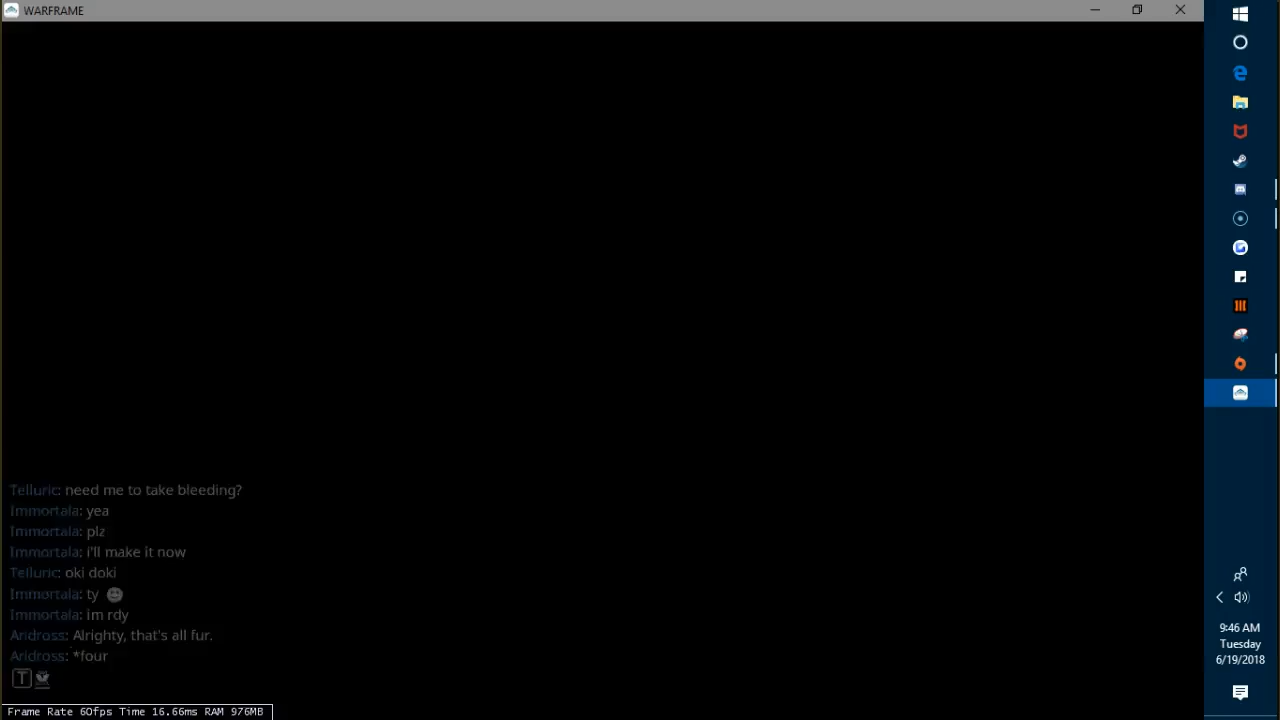 WARFRAME
Telluric: need me to take bleeding?
Immortala: yea
Immortala: plz
Immortala: i'll make it now
Telluric: oki doki
Immortala: ty
Immortala: im rdy
Aridross: Alrighty, that's all fur.
Aridross: *four
T
Frame Rate 60fps Time 16.66ms RAM 976MB
9:46 AM
Tuesday
6/19/2018